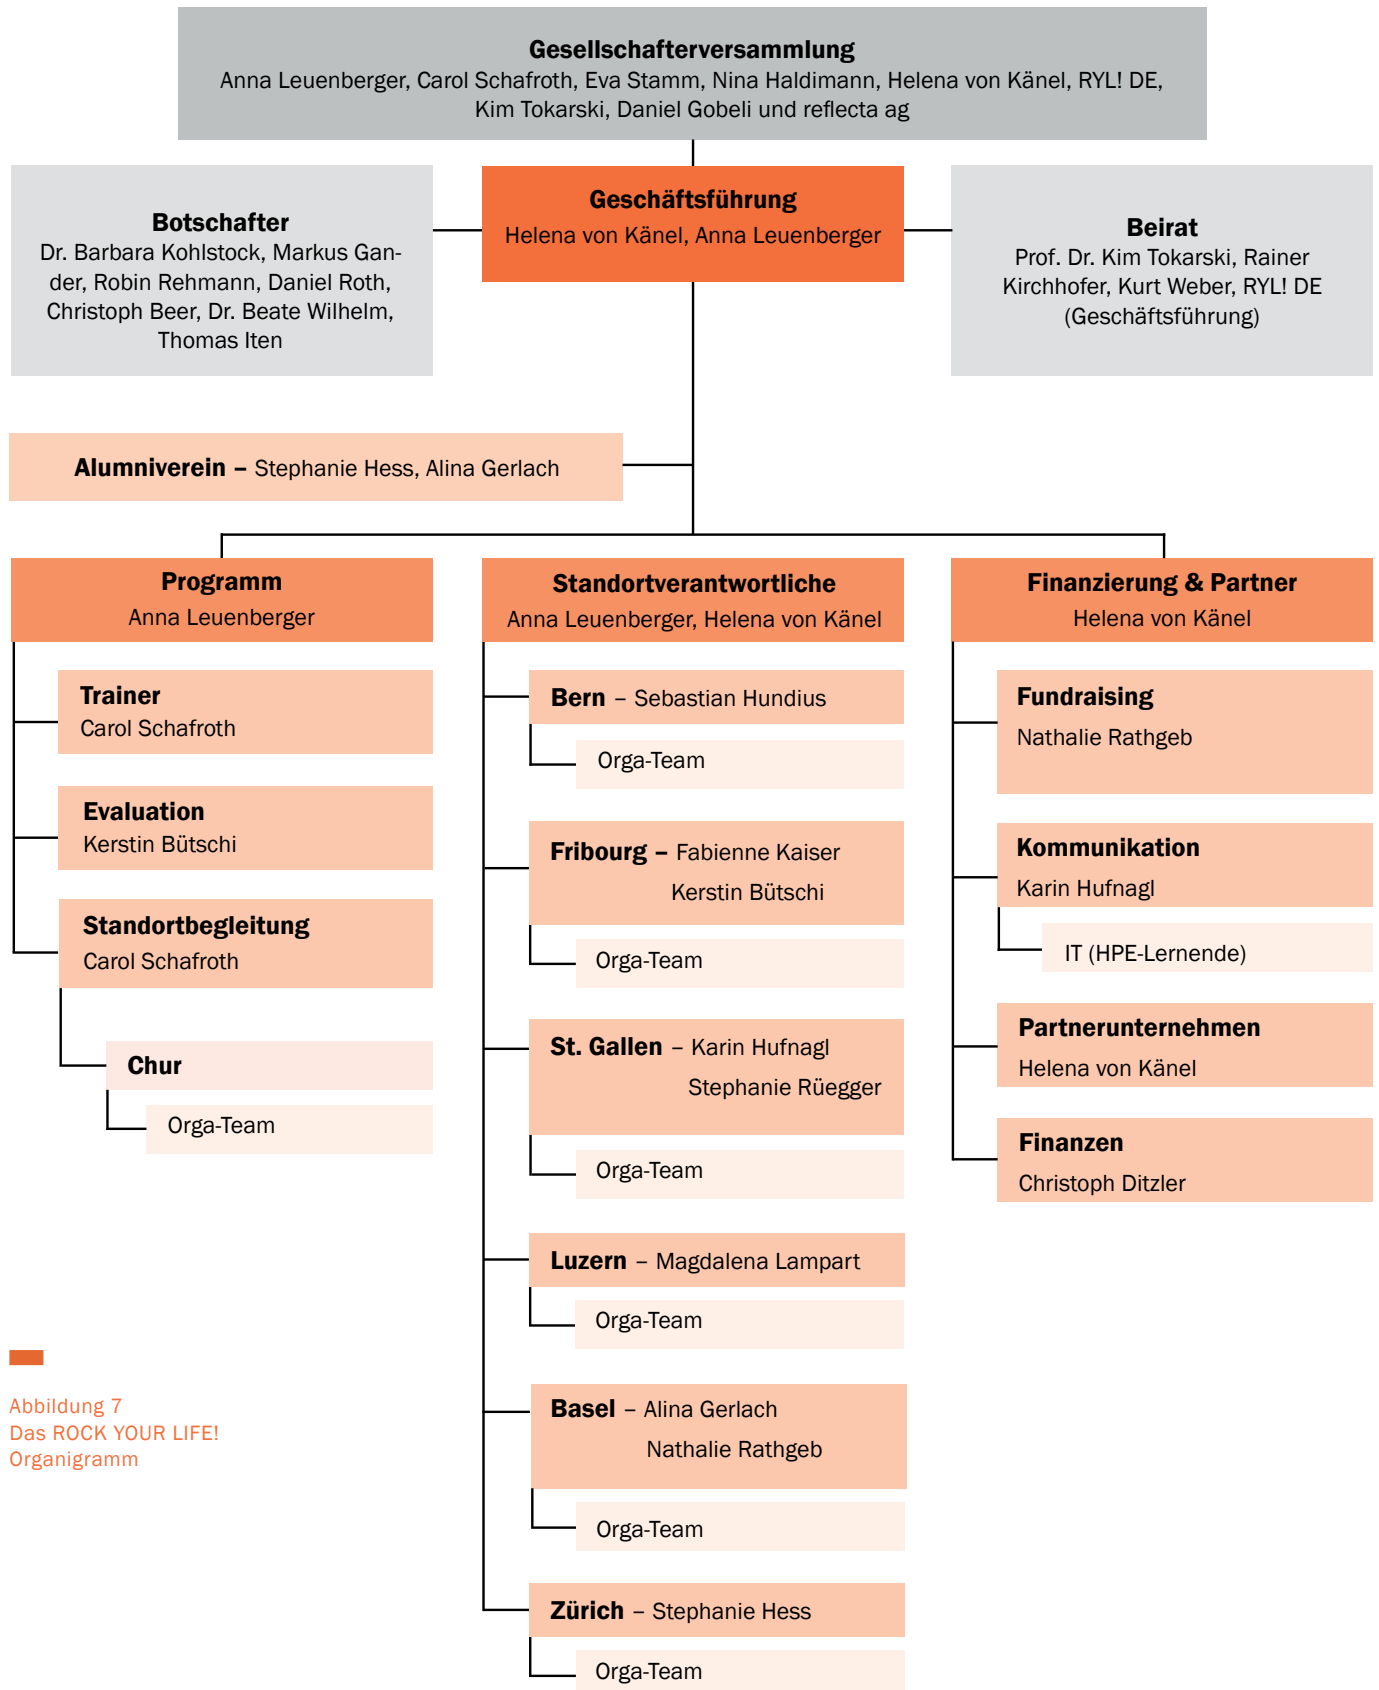 Gesellschafterversammlung
Anna Leuenberger, Carol Schafroth, Eva Stamm, Nina Haldimann, Helena von Känel, RYL! DE,
Kim Tokarski, Daniel Gobeli und reflecta ag
Botschafter
Dr. Barbara Kohlstock, Markus Gan-
der, Robin Rehmann, Daniel Roth,
Christoph Beer, Dr. Beate Wilhelm,
Thomas Iten
Geschäftsführung
Helena von Känel, Anna Leuenberger
Beirat
Prof. Dr. Kim Tokarski, Rainer
Kirchhofer, Kurt Weber, RYL! DE
(Geschäftsführung)
Alumniverein – Stephanie Hess, Alina Gerlach
Programm
Anna Leuenberger
Trainer
Carol Schafroth
Evaluation
Kerstin Bütschi
Standortbegleitung
Carol Schafroth
Chur
Orga-Team
Standortverantwortliche
Anna Leuenberger, Helena von Känel
Bern – Sebastian Hundius
Orga-Team
Fribourg – Fabienne Kaiser
Kerstin Bütschi
Orga-Team
St. Gallen – Karin Hufnagl
Stephanie Rüegger
Orga-Team
Luzern – Magdalena Lampart
Orga-Team
Basel – Alina Gerlach
Nathalie Rathgeb
Orga-Team
Zürich – Stephanie Hess
Orga-Team
Finanzierung & Partner
Helena von Känel
Fundraising
Nathalie Rathgeb
Kommunikation
Karin Hufnagl
IT (HPE-Lernende)
Partnerunternehmen
Helena von Känel
Finanzen
Christoph Ditzler
Abbildung 7
Das ROCK YOUR LIFE!
Organigramm